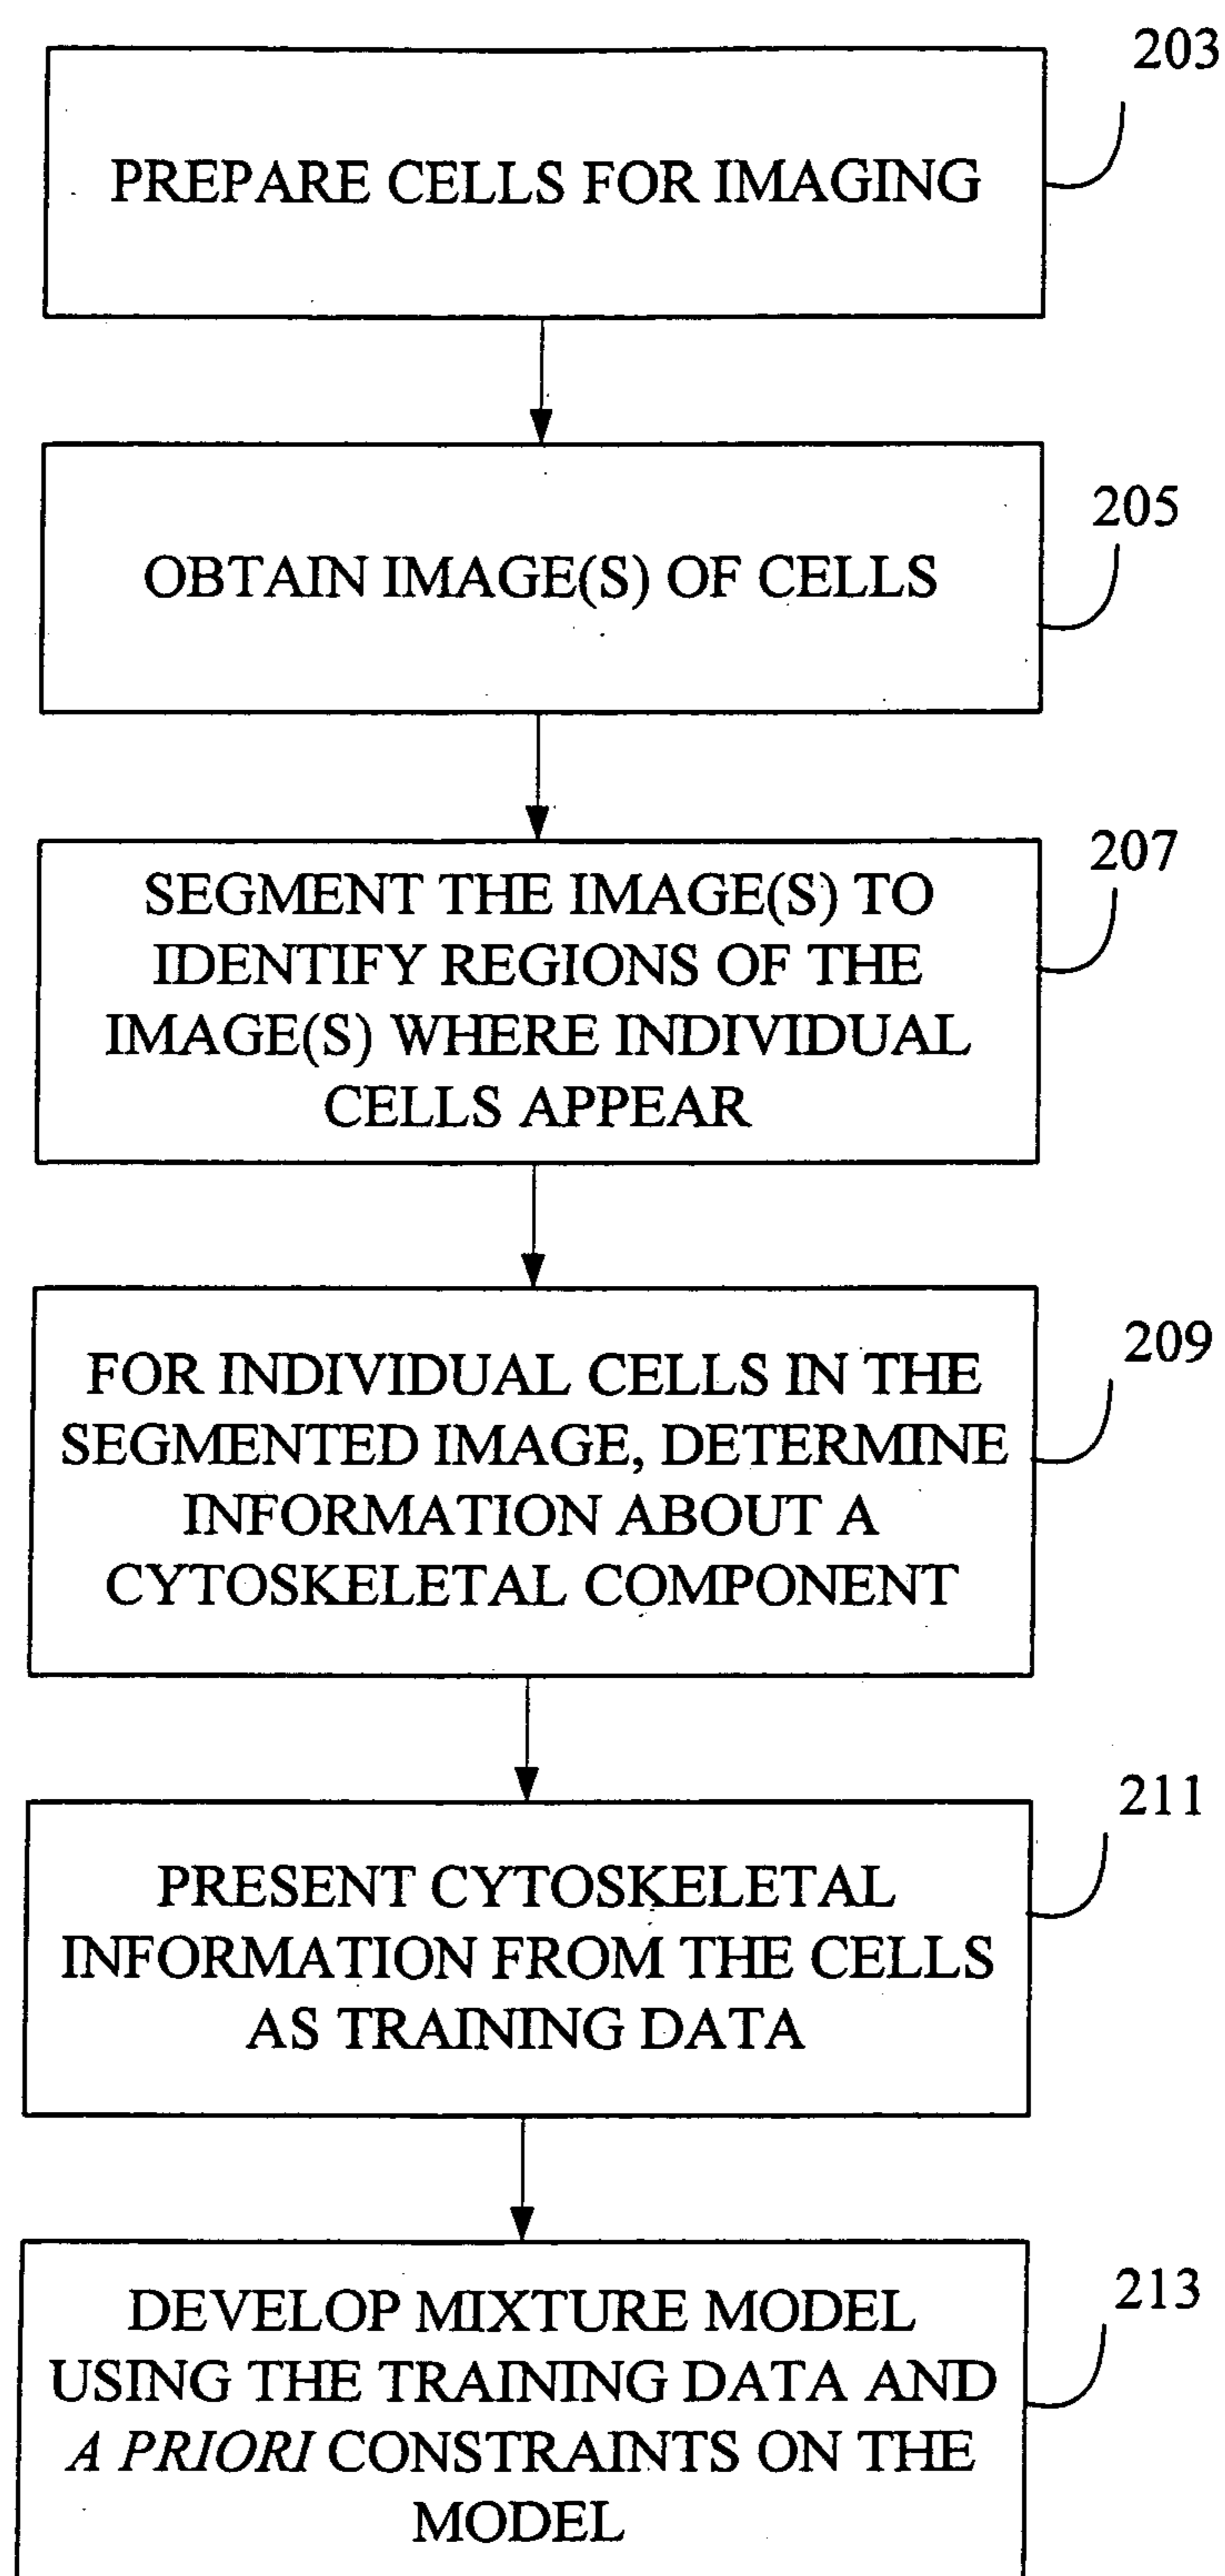 203
PREPARE CELLS FOR IMAGING
205
OBTAIN IMAGE(S) OF CELLS
207
SEGMENT THE IMAGE(S) TO
IDENTIFY REGIONS OF THE
IMAGE(S) WHERE INDIVIDUAL
CELLS APPEAR
209
FOR INDIVIDUAL CELLS IN THE
SEGMENTED IMAGE, DETERMINE
INFORMATION ABOUT A
CYTOSKELETAL COMPONENT
211
PRESENT CYTOSKELETAL
INFORMATION FROM THE CELLS
AS TRAINING DATA
213
DEVELOP MIXTURE MODEL
USING THE TRAINING DATA AND
A PRIORI CONSTRAINTS ON THE
MODEL